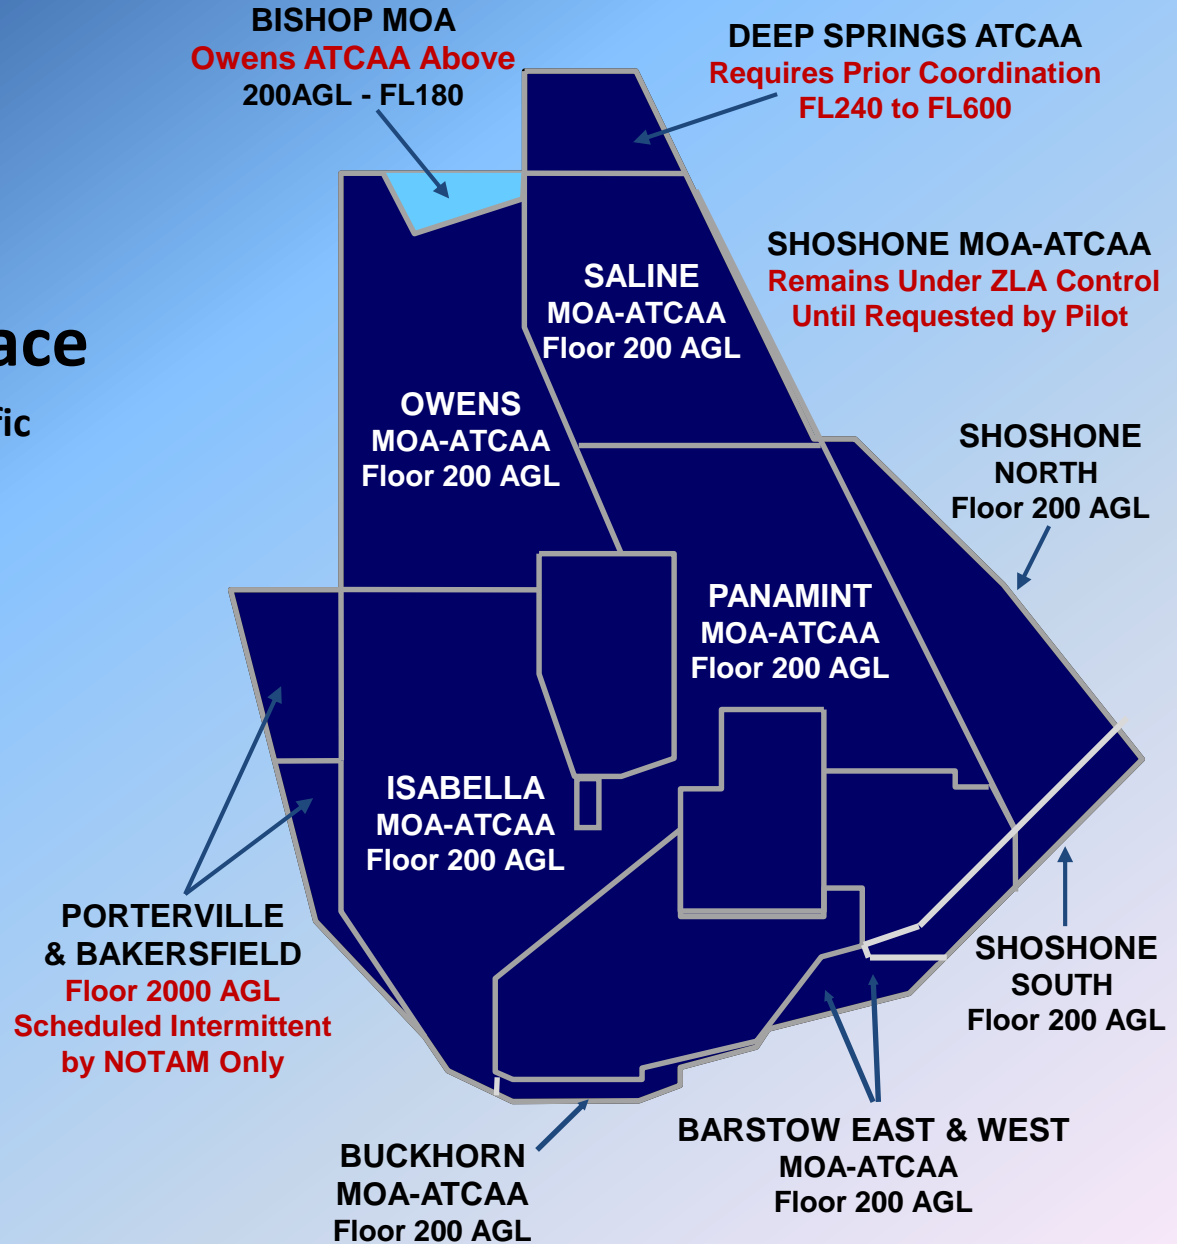 BISHOP MOA
Owens ATCAA Above
200AGL - FL180
DEEP SPRINGS ATCAA
Requires Prior Coordination
FL240 to FL600
SHOSHONE MOA-ATCAA
Remains Under ZLA Control
Until Requested by Pilot
SALINE
MOA-ATCAA
Floor 200 AGL
OWENS
MOA-ATCAA
Floor 200 AGL
SHOSHONE
NORTH
Floor 200 AGL
PANAMINT
MOA-ATCAA
Floor 200 AGL
ISABELLA
MOA-ATCAA
Floor 200 AGL
PORTERVILLE
& BAKERSFIELD
Floor 2000 AGL
Scheduled Intermittent
by NOTAM Only
SHOSHONE
SOUTH
Floor 200 AGL
BARSTOW EAST & WEST
MOA-ATCAA
Floor 200 AGL
BUCKHORN
MOA-ATCAA
Floor 200 AGL